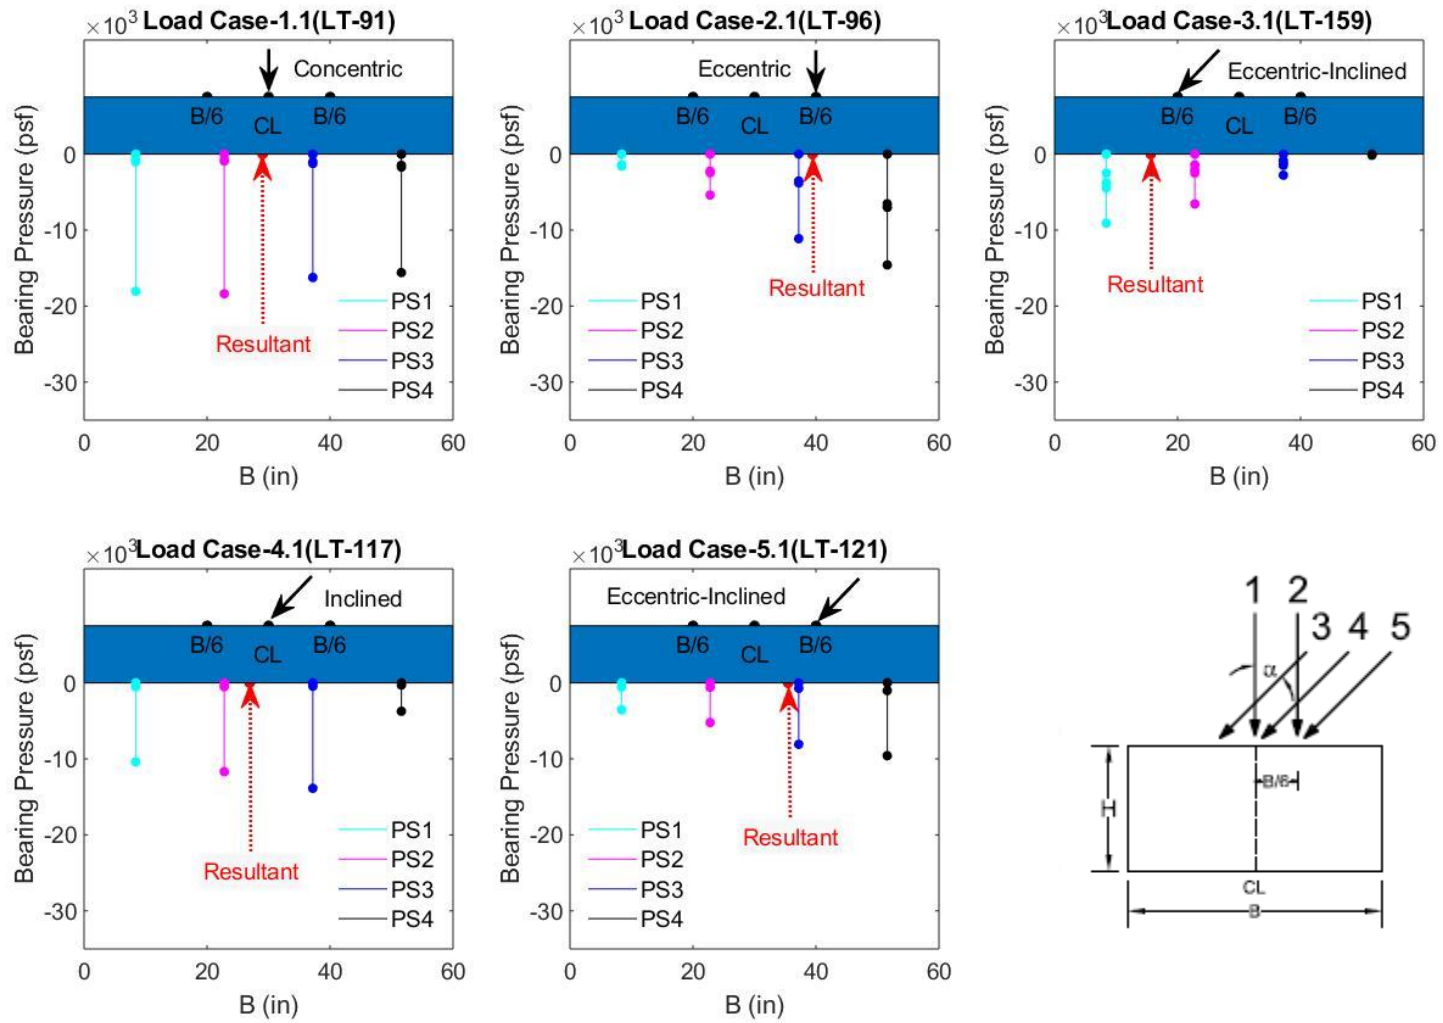 ×10³ Load Case-1.1(LT-91)
Concentric
B/6 CL B/6
0
-10
-20
-30
Bearing Pressure (psf)
Resultant
PS1
PS2
PS3
PS4
0 20 40 60
B (in)
×10³ Load Case-2.1(LT-96)
Eccentric
B/6 CL B/6
0
-10
-20
-30
Bearing Pressure (psf)
Resultant
PS1
PS2
PS3
PS4
0 20 40 60
B (in)
×10³ Load Case-3.1(LT-159)
Eccentric-Inclined
B/6 CL B/6
0
-10
-20
-30
Bearing Pressure (psf)
Resultant
PS1
PS2
PS3
PS4
0 20 40 60
B (in)
×10³ Load Case-4.1(LT-117)
Inclined
B/6 CL B/6
0
-10
-20
-30
Bearing Pressure (psf)
Resultant
PS1
PS2
PS3
PS4
0 20 40 60
B (in)
×10³ Load Case-5.1(LT-121)
Eccentric-Inclined
B/6 CL B/6
0
-10
-20
-30
Bearing Pressure (psf)
Resultant
PS1
PS2
PS3
PS4
0 20 40 60
B (in)
1 2
3 4 5
α
B/6
H
CL
B